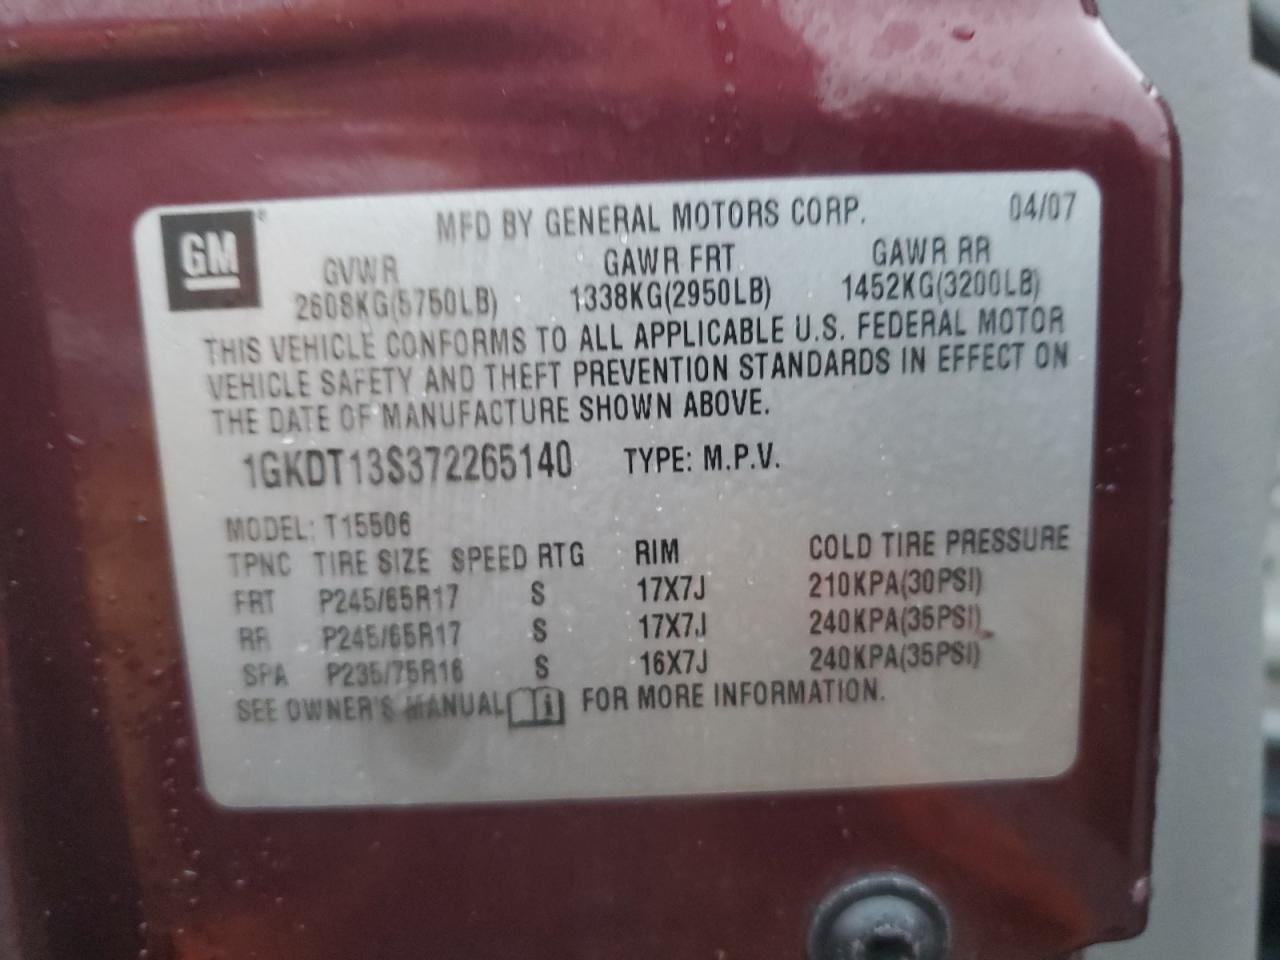 GM ®
MFD BY GENERAL MOTORS CORP. 04/07
GVWR GAWR FRT GAWR RR
2608KG(5750LB) 1338KG(2950LB) 1452KG(3200LB)
THIS VEHICLE CONFORMS TO ALL APPLICABLE U.S. FEDERAL MOTOR
VEHICLE SAFETY AND THEFT PREVENTION STANDARDS IN EFFECT ON
THE DATE OF MANUFACTURE SHOWN ABOVE.
1GKDT13S372265140 TYPE: M.P.V.
MODEL: T15506
TPNC TIRE SIZE SPEED RTG RIM COLD TIRE PRESSURE
FRT P245/65R17 S 17X7J 210KPA(30PSI)
RR P245/65R17 S 17X7J 240KPA(35PSI)
SPA P235/75R16 S 16X7J 240KPA(35PSI)
SEE OWNER'S MANUAL i FOR MORE INFORMATION.